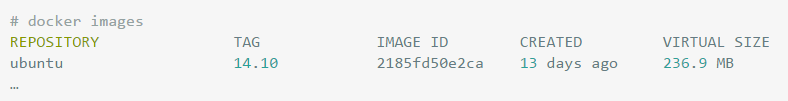 # docker images
REPOSITORY TAG IMAGE ID CREATED VIRTUAL SIZE
ubuntu 14.10 2185fd50e2ca 13 days ago 236.9 MB
…